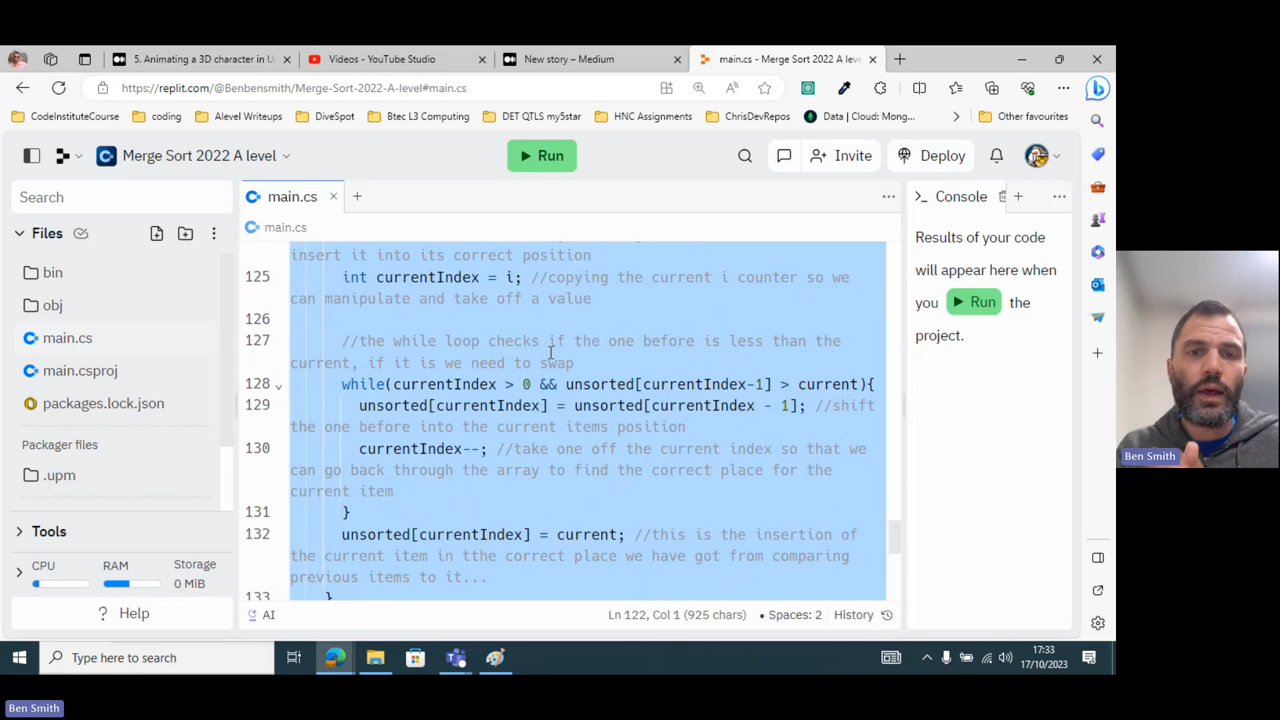 5. Animating a 3D character in U
Videos - YouTube Studio
New story – Medium
main.cs - Merge Sort 2022 A leve
https://replit.com/@Benbensmith/Merge-Sort-2022-A-level#main.cs
CodeInstituteCourse
coding
Alevel Writeups
DiveSpot
Btec L3 Computing
DET QTLS my5star
HNC Assignments
ChrisDevRepos
Data | Cloud: Mong...
Other favourites
Merge Sort 2022 A level
Run
Invite
Deploy
Search
main.cs
Console
Files
main.cs
bin
obj
main.cs
main.csproj
packages.lock.json
Packager files
.upm
Tools
CPU
RAM
Storage
0 MiB
Help
insert it into its correct position
125 int currentIndex = i; //copying the current i counter so we
can manipulate and take off a value
126
127 //the while loop checks if the one before is less than the
current, if it is we need to swap
128 while(currentIndex > 0 && unsorted[currentIndex-1] > current){
129 unsorted[currentIndex] = unsorted[currentIndex - 1]; //shift
the one before into the current items position
130 currentIndex--; //take one off the current index so that we
can go back through the array to find the correct place for the
current item
131 }
132 unsorted[currentIndex] = current; //this is the insertion of
the current item in tthe correct place we have got from comparing
previous items to it...
133 }
AI
Ln 122, Col 1 (925 chars)
Spaces: 2
History
Results of your code
will appear here when
you Run the
project.
Ben Smith
Type here to search
17:33
17/10/2023
Ben Smith